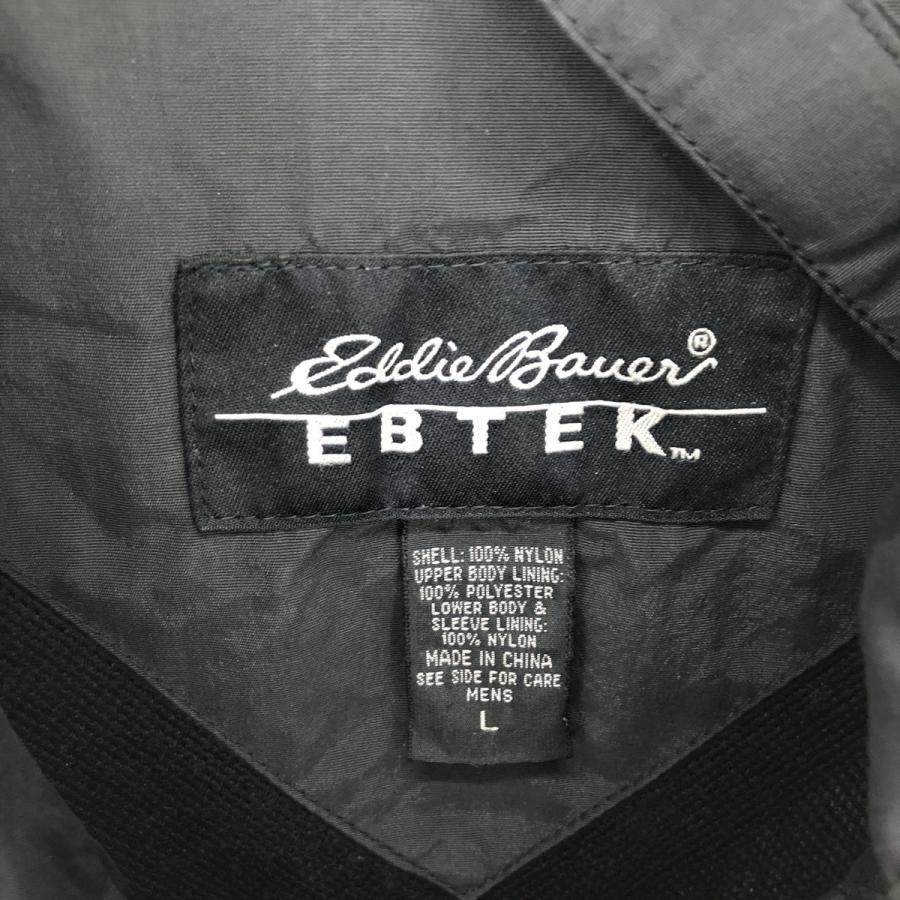 Eddie Bauer®
EBTEK™
SHELL: 100% NYLON
UPPER BODY LINING:
100% POLYESTER
LOWER BODY &
SLEEVE LINING:
100% NYLON
MADE IN CHINA
SEE SIDE FOR CARE
MENS
L